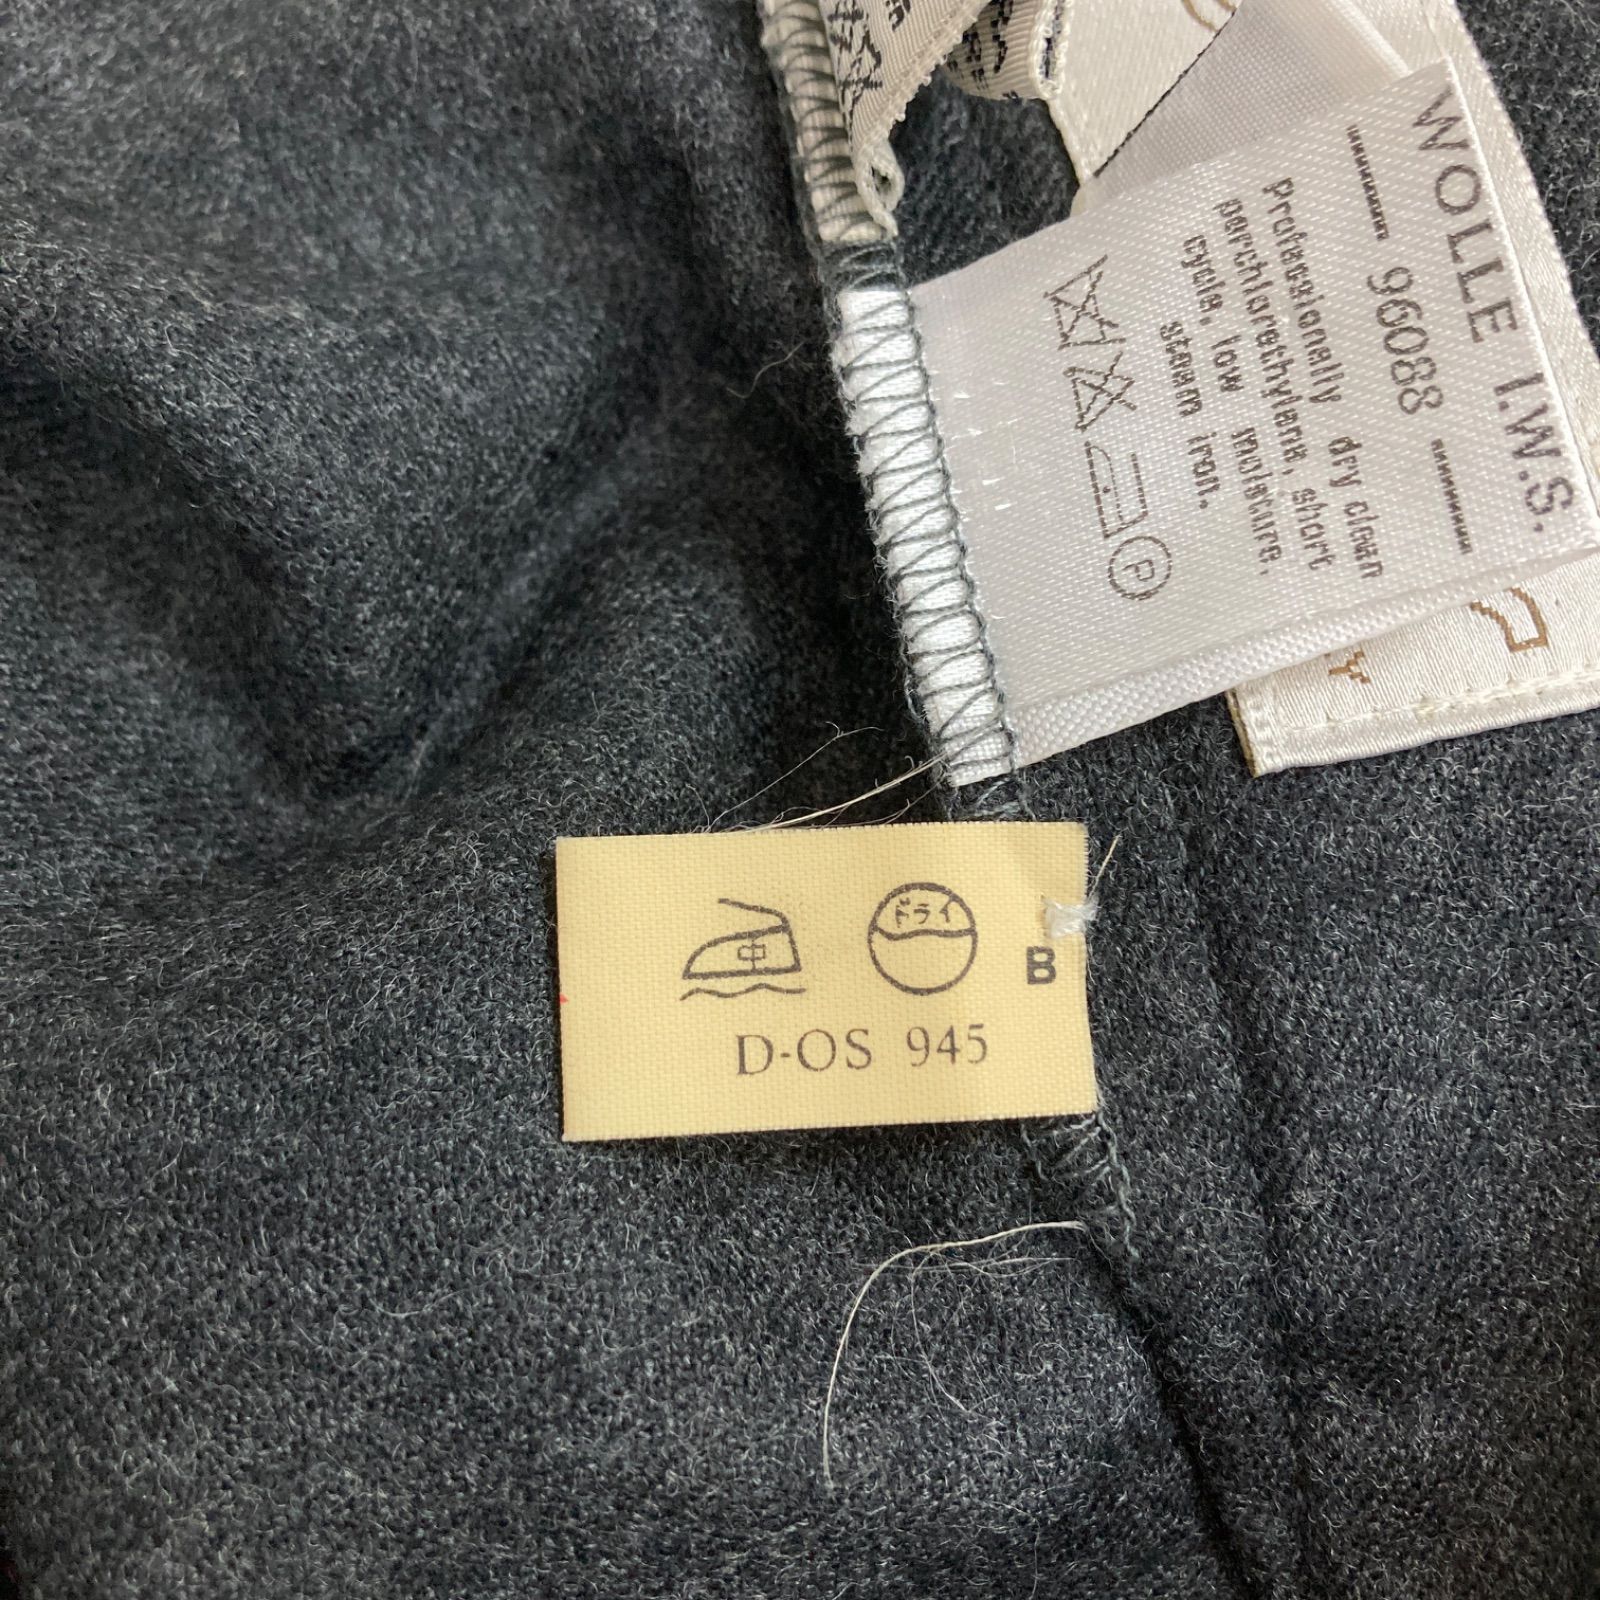 WOLLE I.W.S.
96088
Professionally dry clean
perchlorethylene, short
cycle, low moisture.
steam iron.
P
中
ドライ
B
D-OS 945